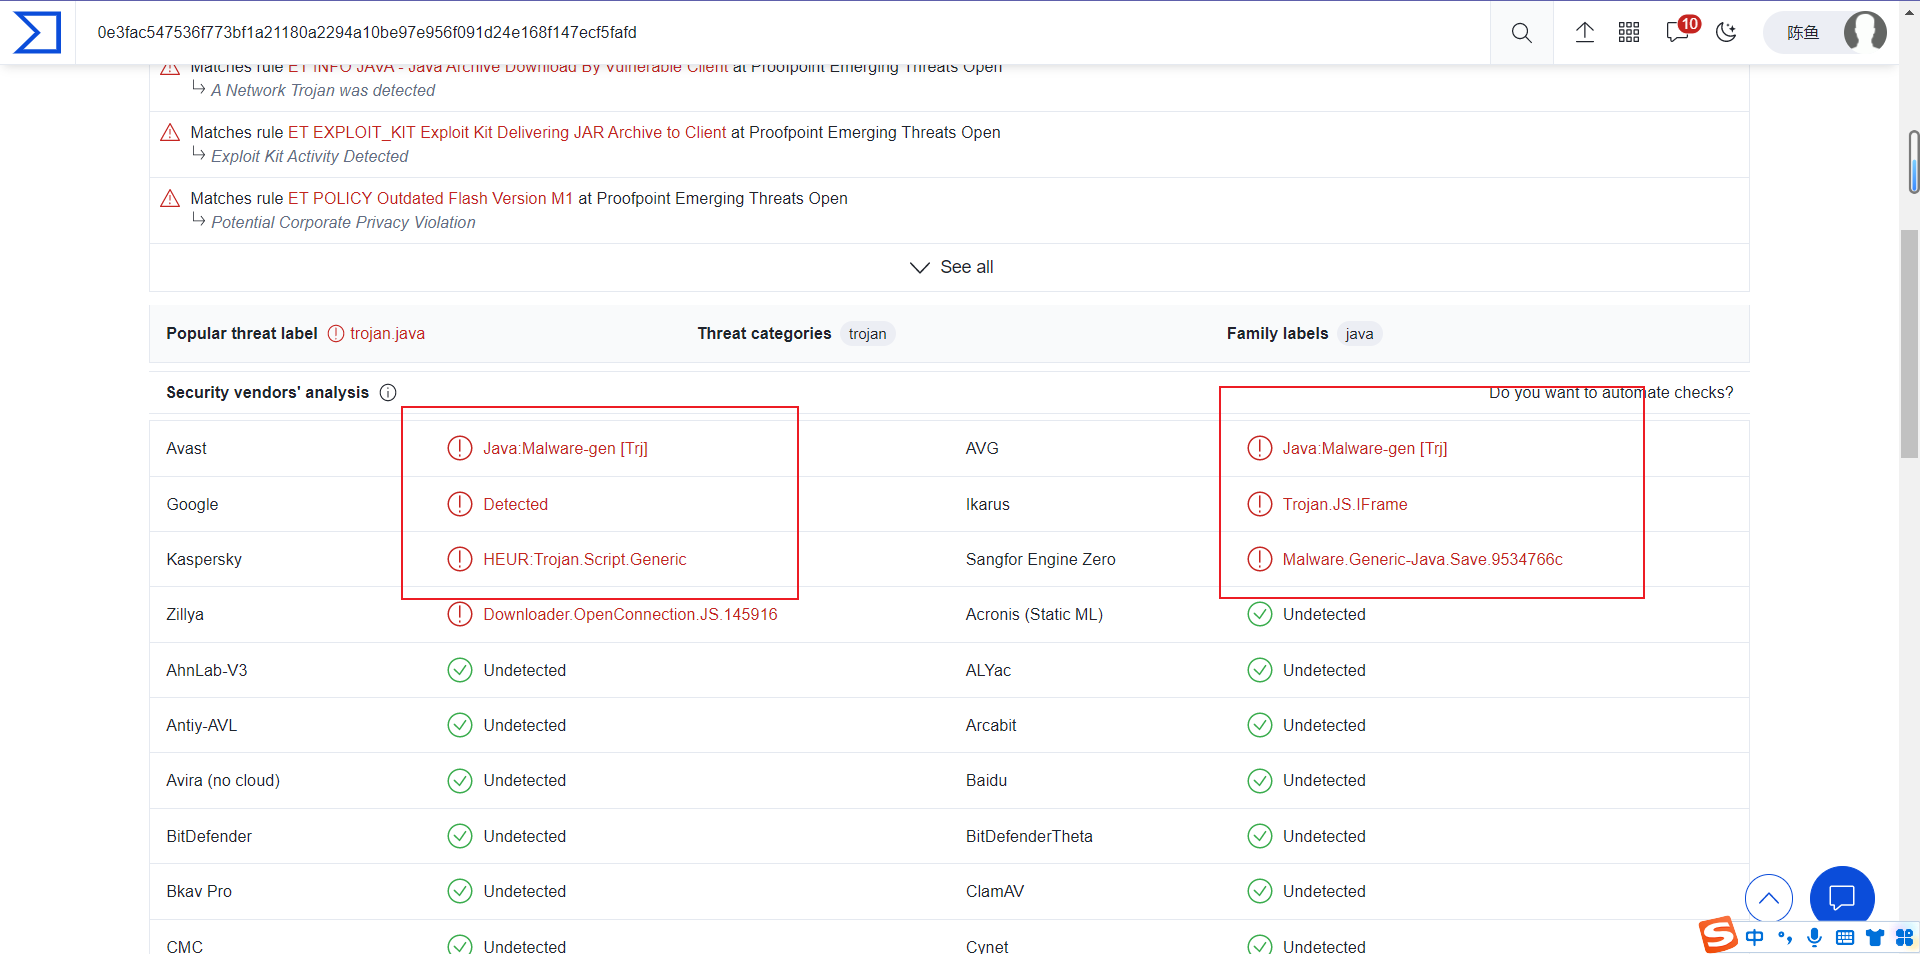 0e3fac547536f773bf1a21180a2294a10be97e956f091d24e168f147ecf5fafd
10
陈鱼
Matches rule ET INFO JAVA - Java Archive Download By Vulnerable Client at Proofpoint Emerging Threats Open
A Network Trojan was detected
Matches rule ET EXPLOIT_KIT Exploit Kit Delivering JAR Archive to Client at Proofpoint Emerging Threats Open
Exploit Kit Activity Detected
Matches rule ET POLICY Outdated Flash Version M1 at Proofpoint Emerging Threats Open
Potential Corporate Privacy Violation
See all
Popular threat label trojan.java Threat categories trojan Family labels java
Security vendors' analysis Do you want to automate checks?
Avast Java:Malware-gen [Trj] AVG Java:Malware-gen [Trj]
Google Detected Ikarus Trojan.JS.IFrame
Kaspersky HEUR:Trojan.Script.Generic Sangfor Engine Zero Malware.Generic-Java.Save.9534766c
Zillya Downloader.OpenConnection.JS.145916 Acronis (Static ML) Undetected
AhnLab-V3 Undetected ALYac Undetected
Antiy-AVL Undetected Arcabit Undetected
Avira (no cloud) Undetected Baidu Undetected
BitDefender Undetected BitDefenderTheta Undetected
Bkav Pro Undetected ClamAV Undetected
CMC Undetected Cynet Undetected
中